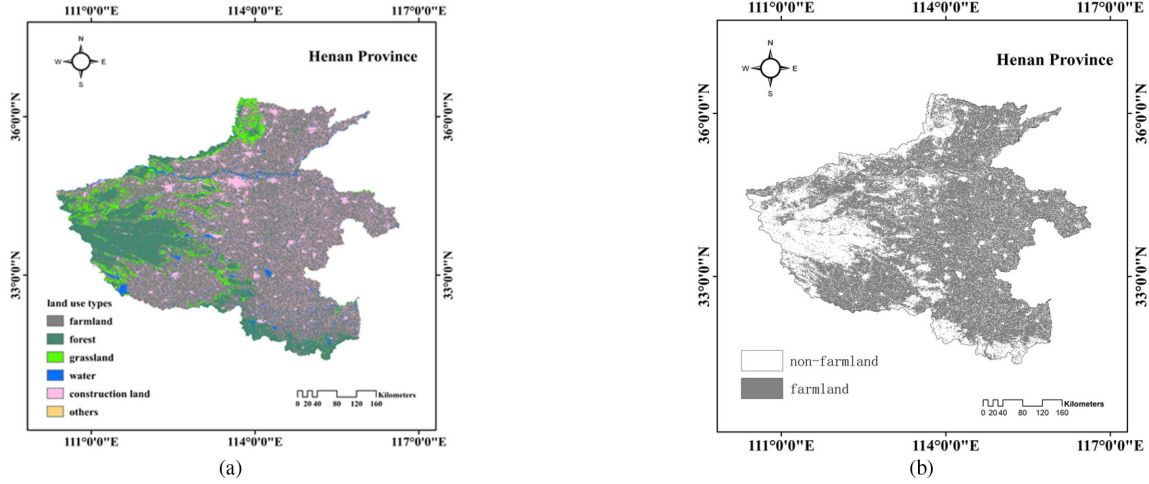 111°0'0"E 114°0'0"E 117°0'0"E
N
W E
S
Henan Province
36°0'0"N
36°0'0"N
33°0'0"N
33°0'0"N
land use types
farmland
forest
grassland
water
construction land
others
Kilometers
0 20 40 80 120 160
111°0'0"E 114°0'0"E 117°0'0"E
(a)
111°0'0"E 114°0'0"E 117°0'0"E
N
W E
S
Henan Province
36°0'0"N
36°0'0"N
33°0'0"N
33°0'0"N
non-farmland
farmland
Kilometers
0 20 40 80 120 160
111°0'0"E 114°0'0"E 117°0'0"E
(b)